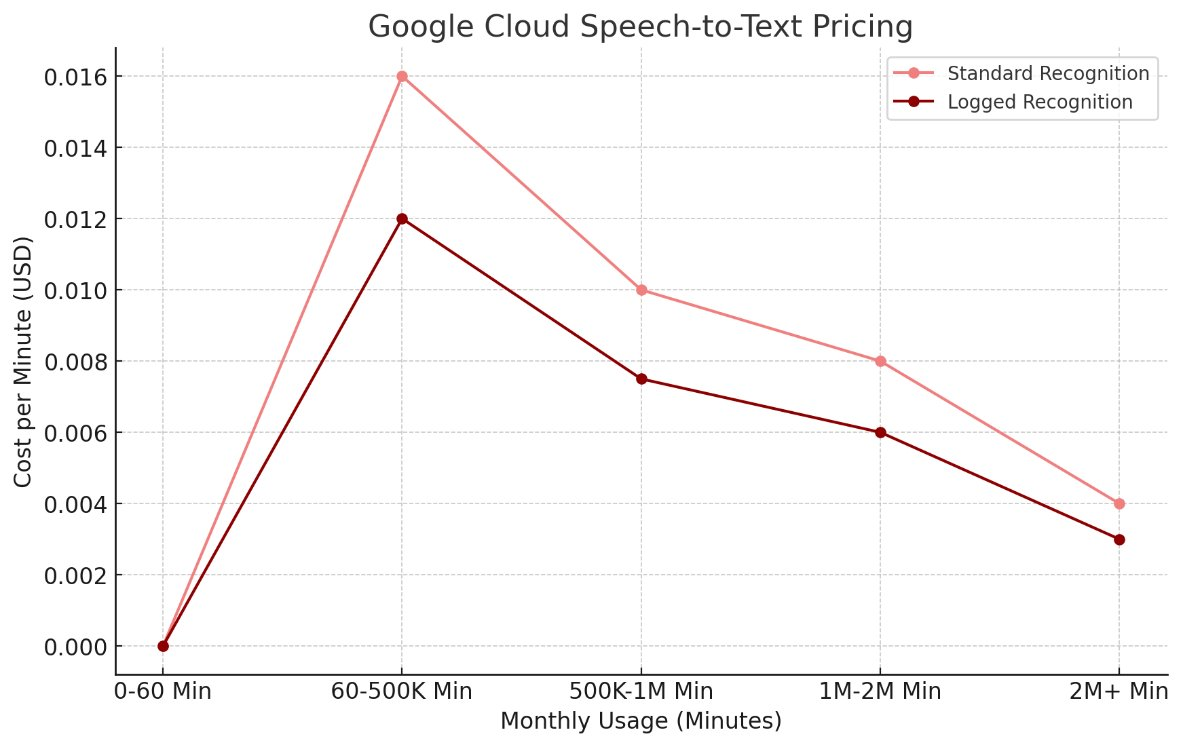 Google Cloud Speech-to-Text Pricing
Standard Recognition
Logged Recognition
Cost per Minute (USD)
0.016
0.014
0.012
0.010
0.008
0.006
0.004
0.002
0.000
0-60 Min
60-500K Min
500K-1M Min
1M-2M Min
2M+ Min
Monthly Usage (Minutes)